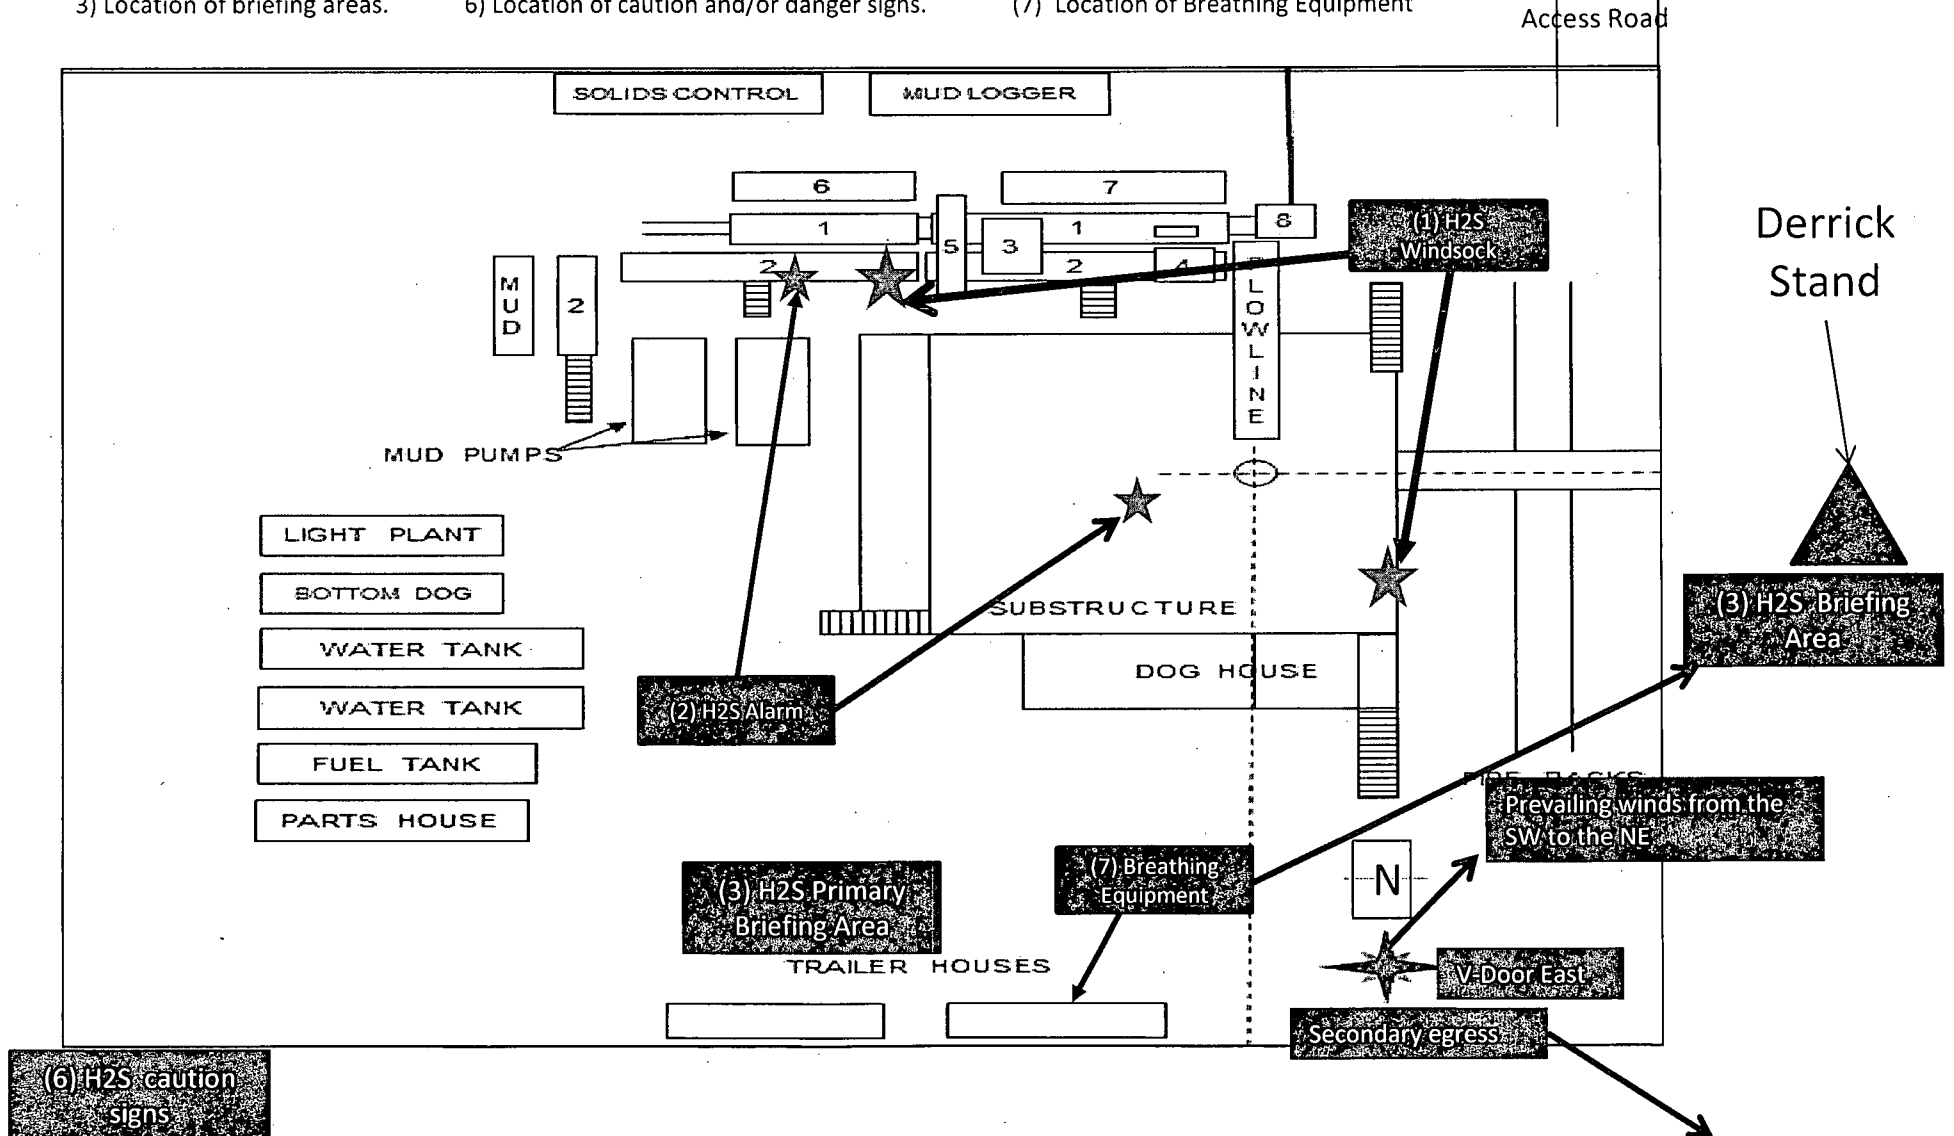 3) Location of briefing areas. 6) Location of caution and/or danger signs. (7) Location of Breathing Equipment
Access Road
SOLIDS CONTROL
MUD LOGGER
6
7
1
5
3
1
8
2
2
4
(1) H2S
Windsock
Derrick
Stand
MUD
2
FLOWLINE
MUD PUMPS
LIGHT PLANT
BOTTOM DOG
WATER TANK
WATER TANK
FUEL TANK
PARTS HOUSE
SUBSTRUCTURE
DOG HOUSE
(2) H2S Alarm
(3) H2S Briefing
Area
PIPE RACKS
Prevailing winds from the
SW to the NE
(7) Breathing
Equipment
N
(3) H2S Primary
Briefing Area
TRAILER HOUSES
V-Door East
Secondary egress
(6) H2S caution
signs